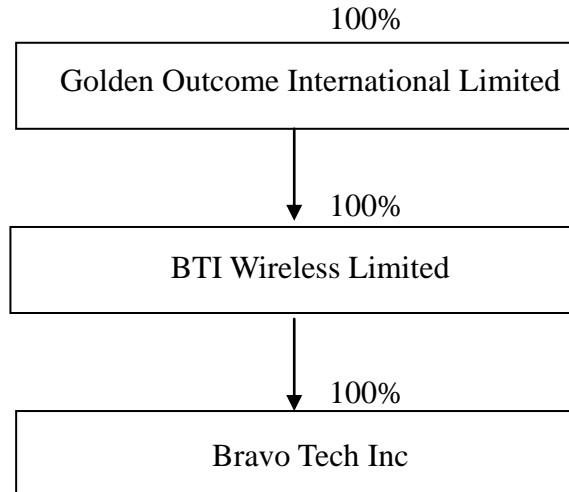 100%
Golden Outcome International Limited
100%
BTI Wireless Limited
100%
Bravo Tech Inc